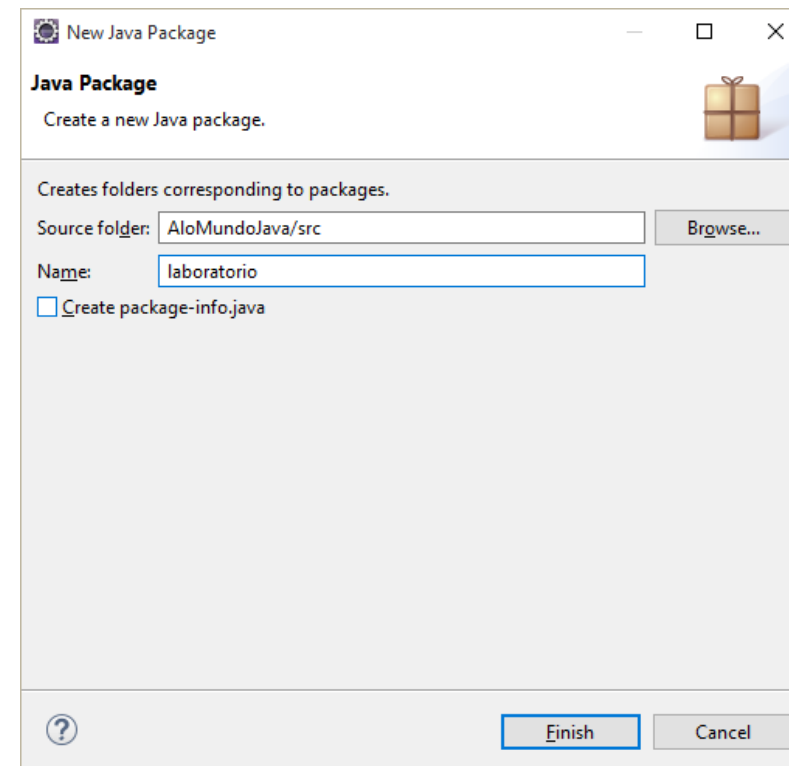 New Java Package
Java Package
Create a new Java package.
Creates folders corresponding to packages.
Source folder: AloMundoJava/src Browse...
Name: laboratorio
Create package-info.java
Finish Cancel